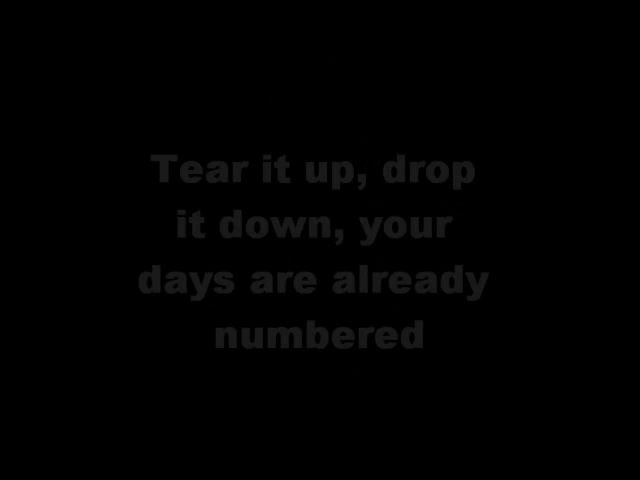 Tear it up, drop
it down, your
days are already
numbered